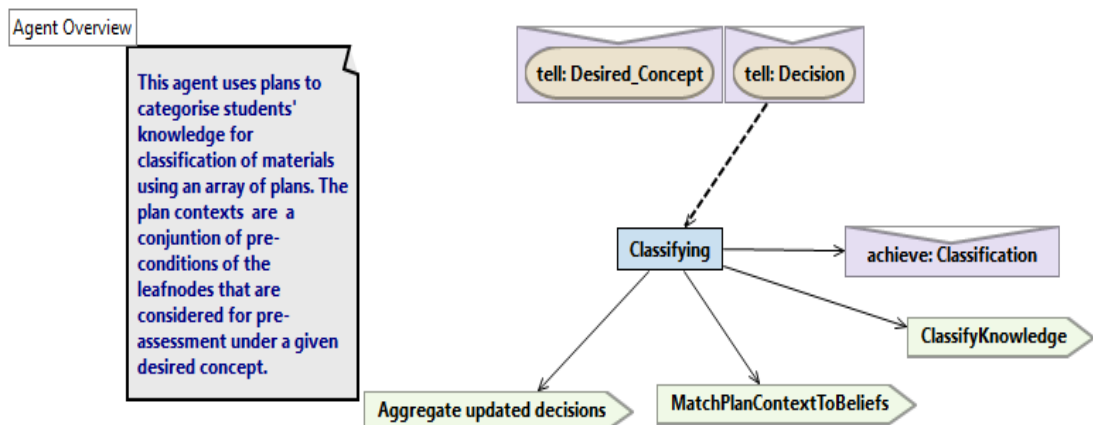 Agent Overview
This agent uses plans to
categorise students'
knowledge for
classification of materials
using an array of plans. The
plan contexts are a
conjuntion of pre-
conditions of the
leafnodes that are
considered for pre-
assessment under a given
desired concept.
tell: Desired_Concept
tell: Decision
Classifying
achieve: Classification
ClassifyKnowledge
MatchPlanContextToBeliefs
Aggregate updated decisions